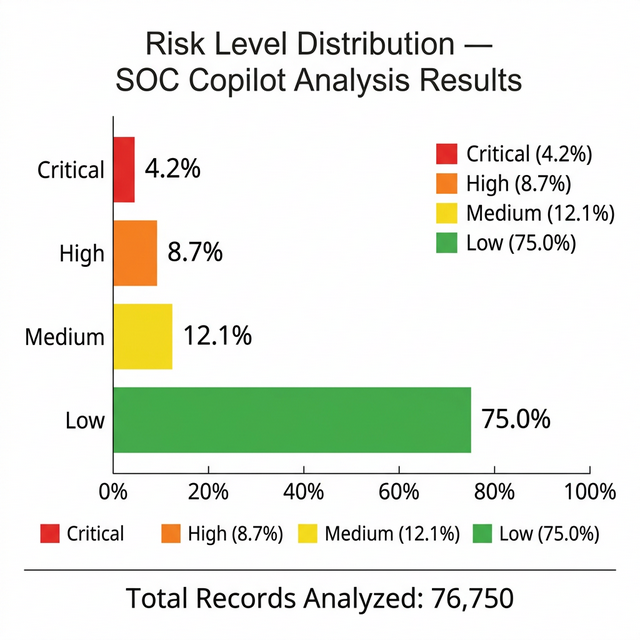 Risk Level Distribution —
SOC Copilot Analysis Results
Critical 4.2%
High 8.7%
Medium 12.1%
Low 75.0%
Critical (4.2%)
High (8.7%)
Medium (12.1%)
Low (75.0%)
0% 20% 40% 60% 80% 100%
Critical High (8.7%) Medium (12.1%) Low (75.0%)
Total Records Analyzed: 76,750